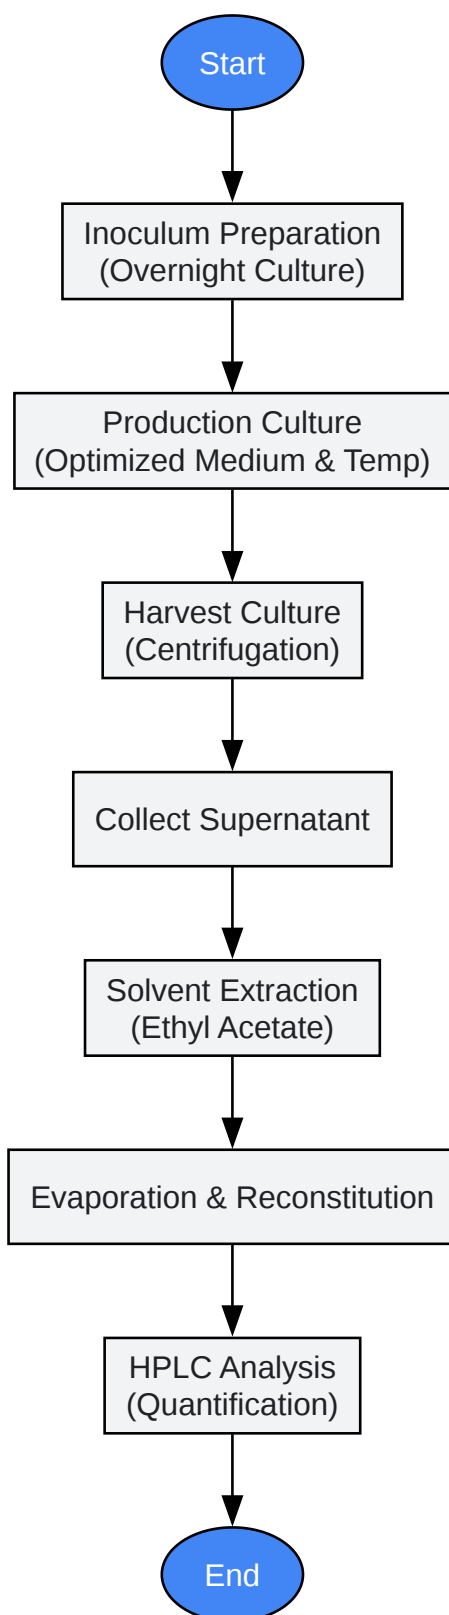 Start
Inoculum Preparation
(Overnight Culture)
Production Culture
(Optimized Medium & Temp)
Harvest Culture
(Centrifugation)
Collect Supernatant
Solvent Extraction
(Ethyl Acetate)
Evaporation & Reconstitution
HPLC Analysis
(Quantification)
End